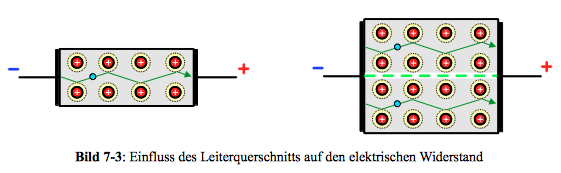 − + − +
Bild 7-3: Einfluss des Leiterquerschnitts auf den elektrischen Widerstand